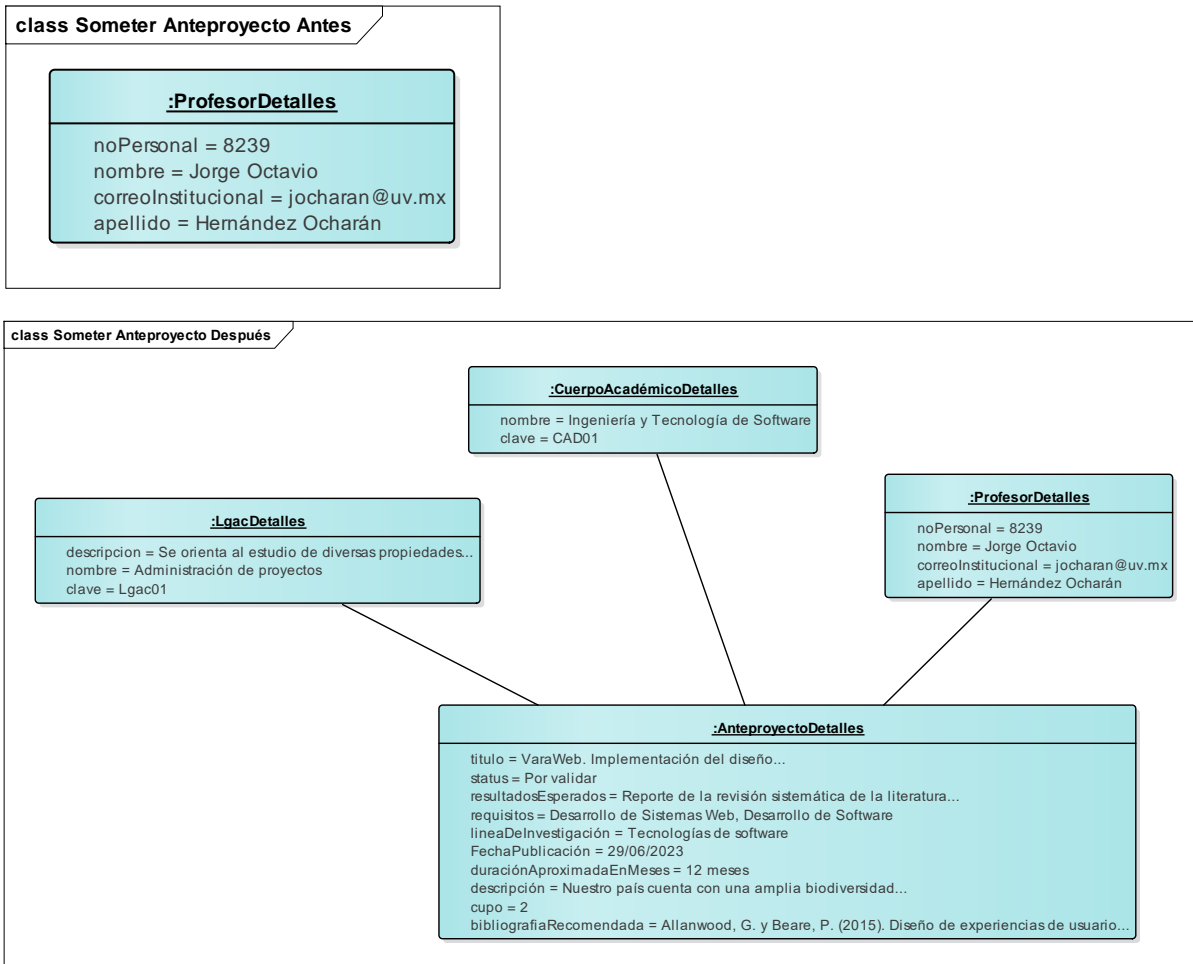 class Someter Anteproyecto Antes
:ProfesorDetalles
noPersonal = 8239
nombre = Jorge Octavio
correoInstitucional = jocharan@uv.mx
apellido = Hernández Ocharán
class Someter Anteproyecto Después
:CuerpoAcadémicoDetalles
nombre = Ingeniería y Tecnología de Software
clave = CAD01
:LgacDetalles
descripcion = Se orienta al estudio de diversas propiedades...
nombre = Administración de proyectos
clave = Lgac01
:ProfesorDetalles
noPersonal = 8239
nombre = Jorge Octavio
correoInstitucional = jocharan@uv.mx
apellido = Hernández Ocharán
:AnteproyectoDetalles
titulo = VaraWeb. Implementación del diseño...
status = Por validar
resultadosEsperados = Reporte de la revisión sistemática de la literatura...
requisitos = Desarrollo de Sistemas Web, Desarrollo de Software
lineaDeInvestigación = Tecnologías de software
FechaPublicación = 29/06/2023
duraciónAproximadaEnMeses = 12 meses
descripción = Nuestro país cuenta con una amplia biodiversidad...
cupo = 2
bibliografiaRecomendada = Allanwood, G. y Beare, P. (2015). Diseño de experiencias de usuario...